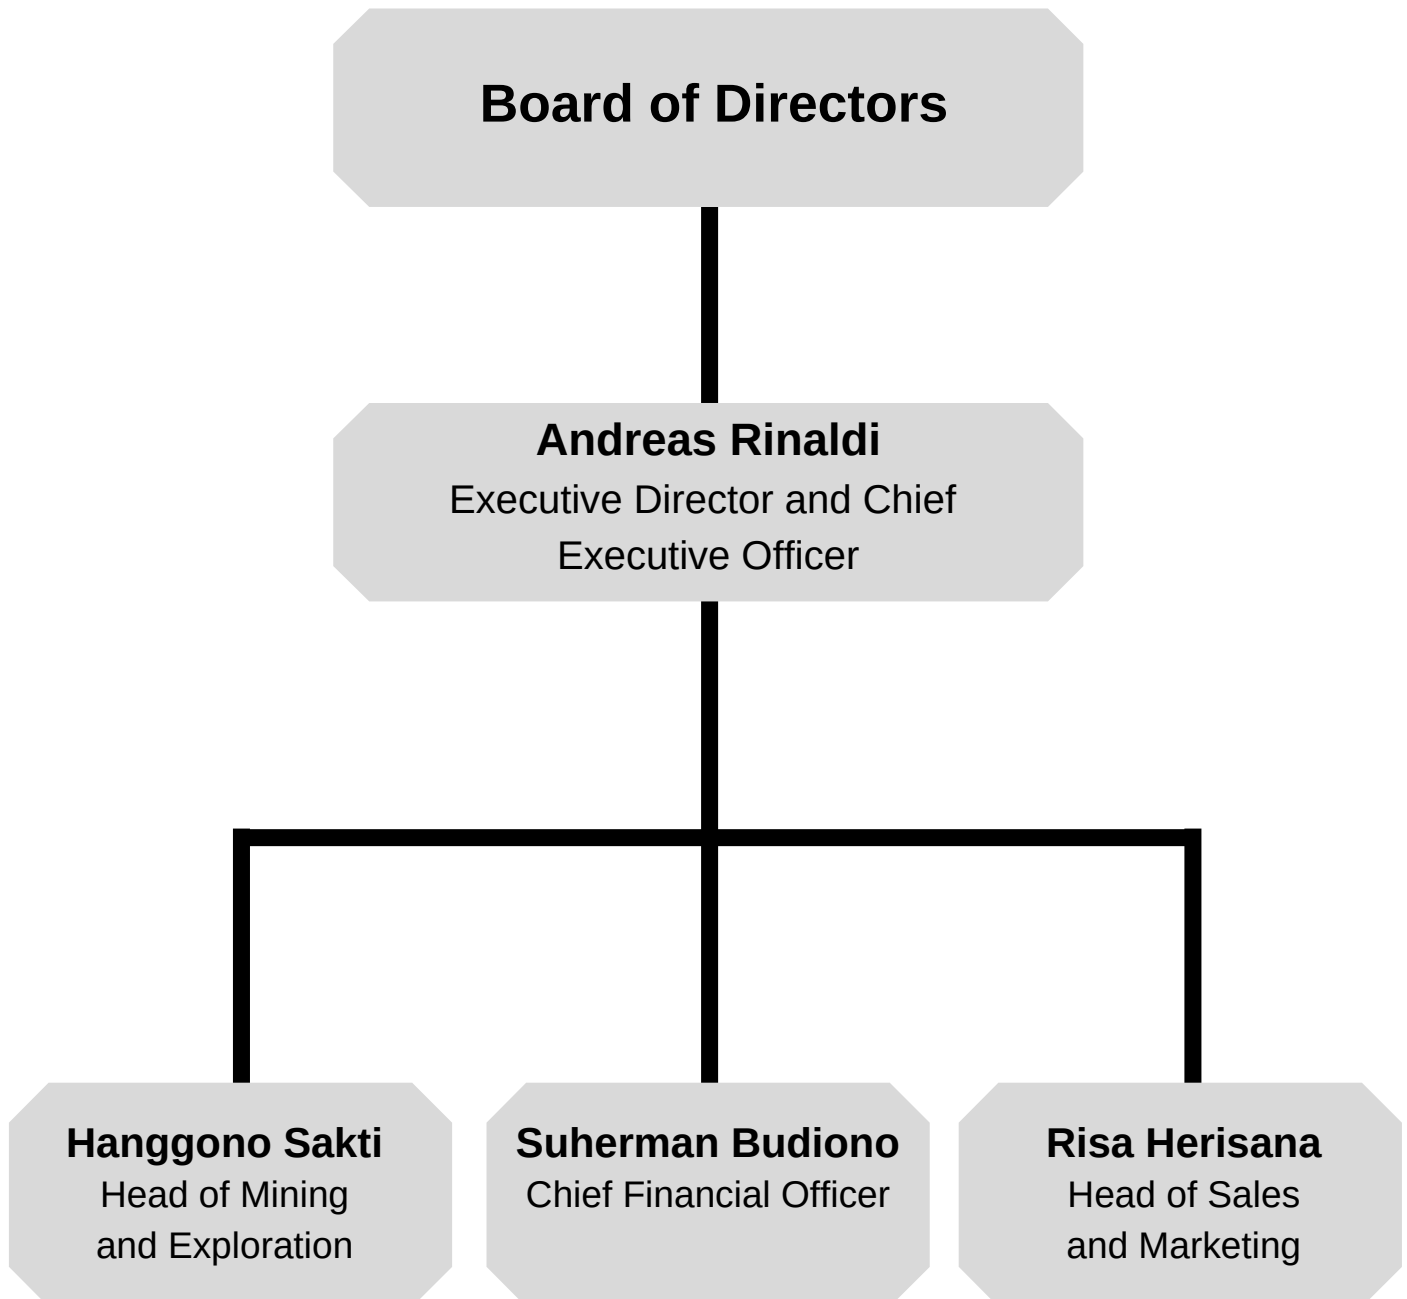 Board of Directors
Andreas Rinaldi
Executive Director and Chief
Executive Officer
Hanggono Sakti
Head of Mining
and Exploration
Suherman Budiono
Chief Financial Officer
Risa Herisana
Head of Sales
and Marketing